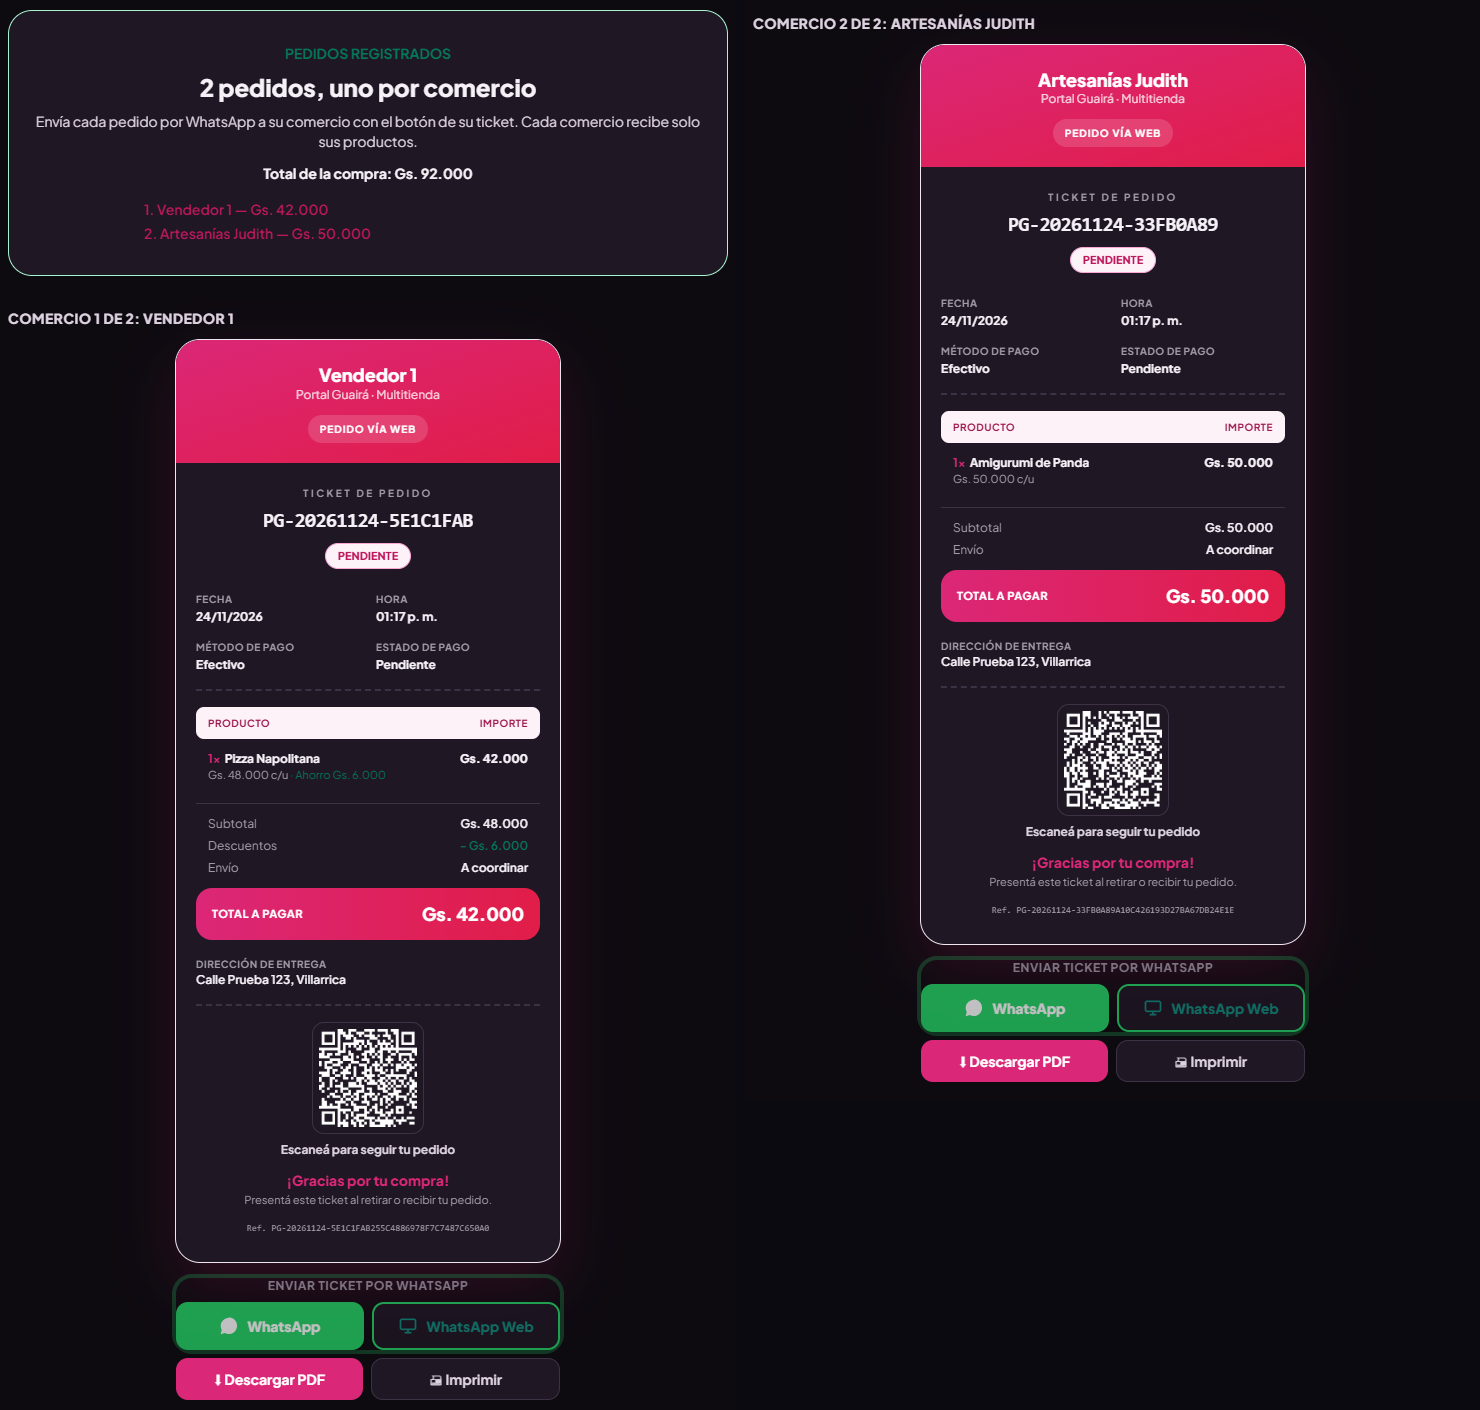 PEDIDOS REGISTRADOS
2 pedidos, uno por comercio
Envía cada pedido por WhatsApp a su comercio con el botón de su ticket. Cada comercio recibe solo
sus productos.
Total de la compra: Gs. 92.000
1. Vendedor 1 — Gs. 42.000
2. Artesanías Judith — Gs. 50.000
COMERCIO 1 DE 2: VENDEDOR 1
Vendedor 1
Portal Guairá · Multitienda
PEDIDO VÍA WEB
TICKET DE PEDIDO
PG-20261124-5E1C1FAB
PENDIENTE
FECHA HORA
24/11/2026 01:17 p. m.
MÉTODO DE PAGO ESTADO DE PAGO
Efectivo Pendiente
PRODUCTO IMPORTE
1× Pizza Napolitana Gs. 42.000
Gs. 48.000 c/u · Ahorro Gs. 6.000
Subtotal Gs. 48.000
Descuentos - Gs. 6.000
Envío A coordinar
TOTAL A PAGAR Gs. 42.000
DIRECCIÓN DE ENTREGA
Calle Prueba 123, Villarrica
Escaneá para seguir tu pedido
¡Gracias por tu compra!
Presentá este ticket al retirar o recibir tu pedido.
Ref. PG-20261124-5E1C1FAB255C4886978F7C7487C650A0
ENVIAR TICKET POR WHATSAPP
WhatsApp WhatsApp Web
⬇ Descargar PDF Imprimir
COMERCIO 2 DE 2: ARTESANÍAS JUDITH
Artesanías Judith
Portal Guairá · Multitienda
PEDIDO VÍA WEB
TICKET DE PEDIDO
PG-20261124-33FB0A89
PENDIENTE
FECHA HORA
24/11/2026 01:17 p. m.
MÉTODO DE PAGO ESTADO DE PAGO
Efectivo Pendiente
PRODUCTO IMPORTE
1× Amigurumi de Panda Gs. 50.000
Gs. 50.000 c/u
Subtotal Gs. 50.000
Envío A coordinar
TOTAL A PAGAR Gs. 50.000
DIRECCIÓN DE ENTREGA
Calle Prueba 123, Villarrica
Escaneá para seguir tu pedido
¡Gracias por tu compra!
Presentá este ticket al retirar o recibir tu pedido.
Ref. PG-20261124-33FB0A89A10C426193D27BA67DB24E1E
ENVIAR TICKET POR WHATSAPP
WhatsApp WhatsApp Web
⬇ Descargar PDF Imprimir